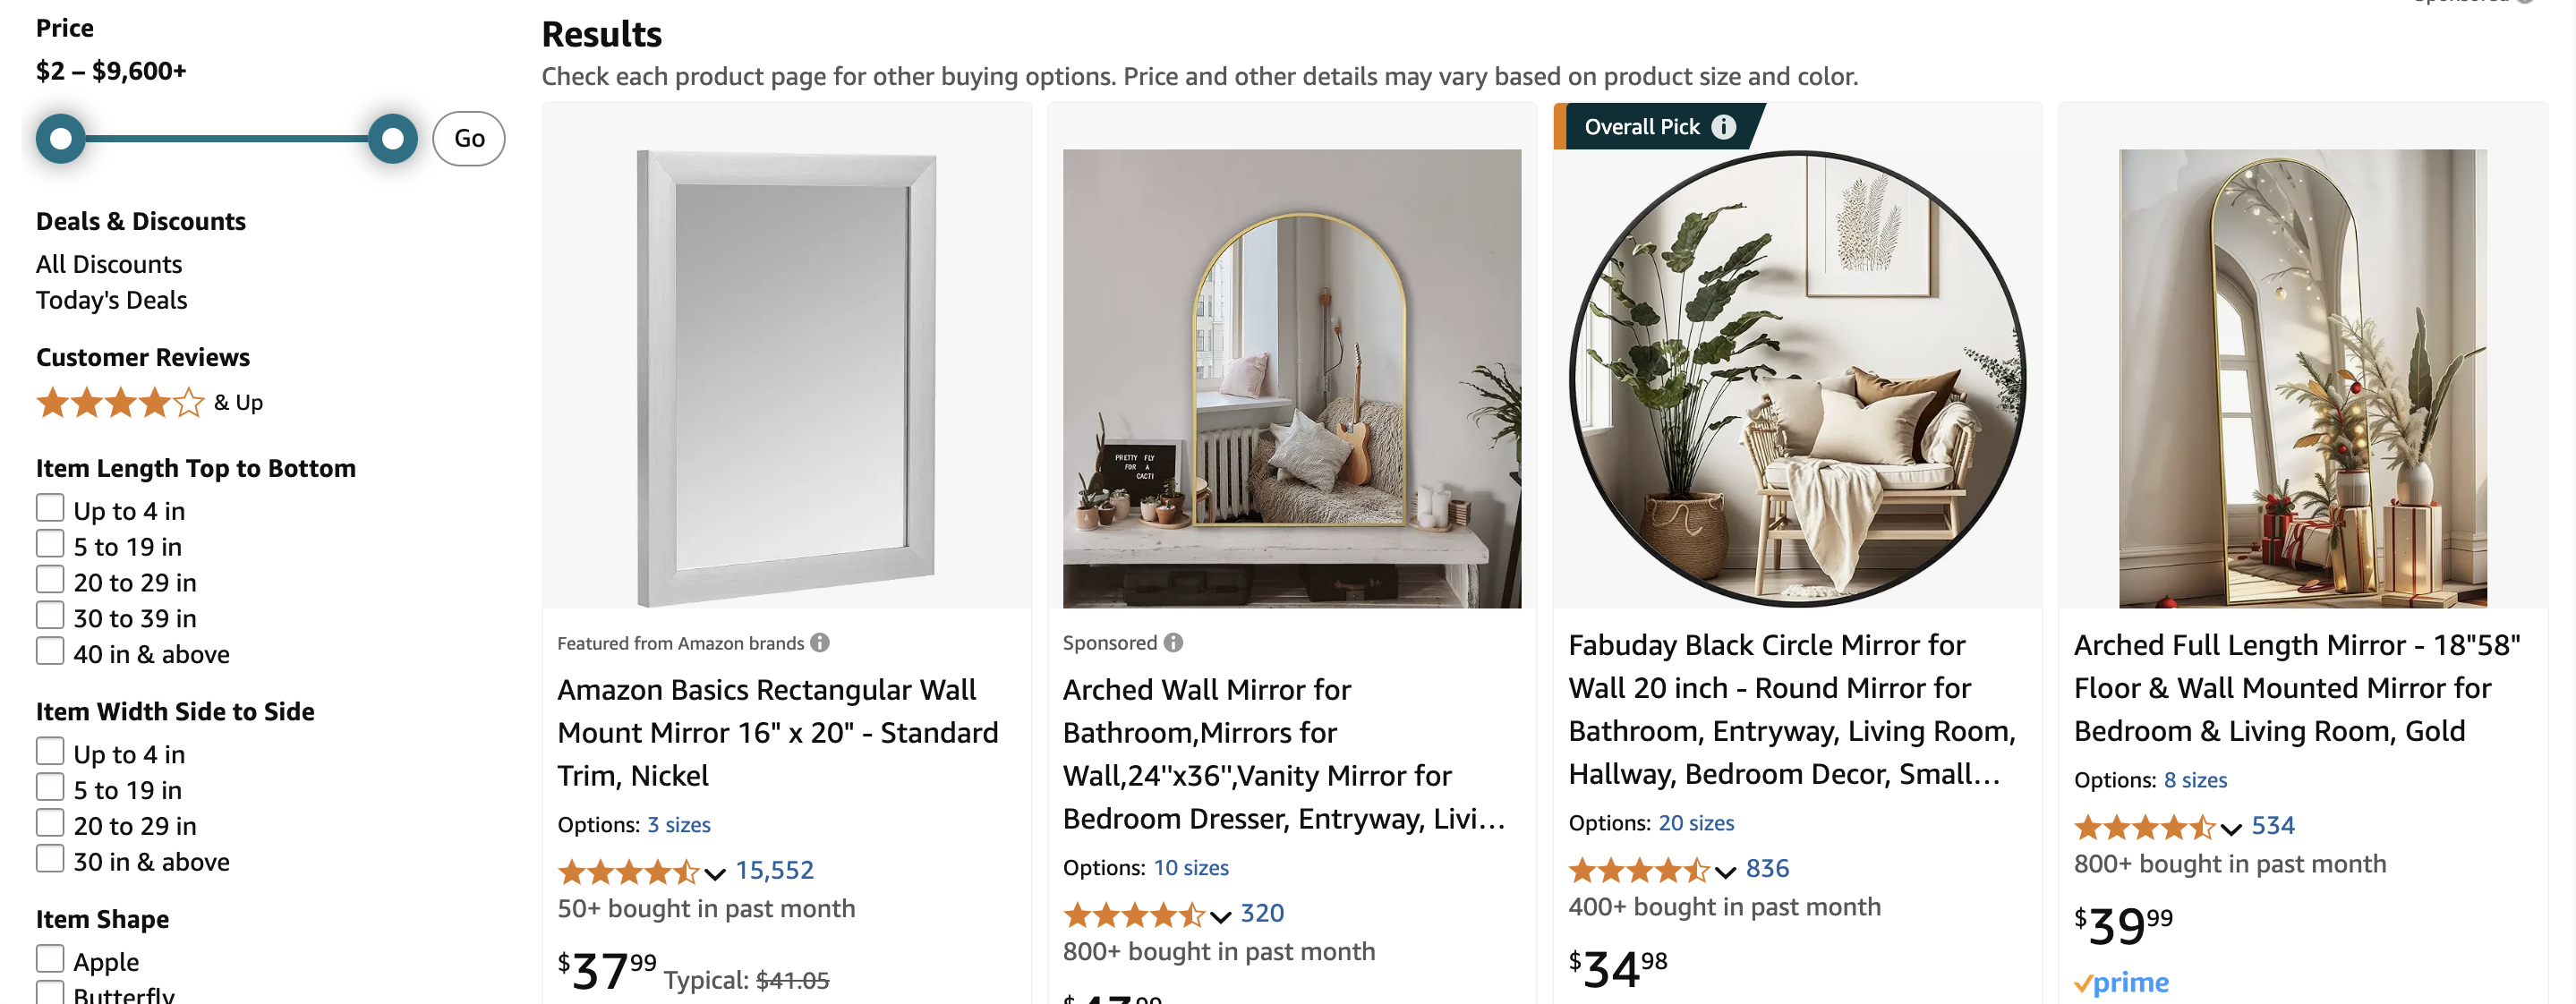 Price
$2 – $9,600+
Go
Deals & Discounts
All Discounts
Today's Deals
Customer Reviews
& Up
Item Length Top to Bottom
Up to 4 in
5 to 19 in
20 to 29 in
30 to 39 in
40 in & above
Item Width Side to Side
Up to 4 in
5 to 19 in
20 to 29 in
30 in & above
Item Shape
Apple
Butterfly
Results
Check each product page for other buying options. Price and other details may vary based on product size and color.
Featured from Amazon brands
Amazon Basics Rectangular Wall
Mount Mirror 16" x 20" - Standard
Trim, Nickel
Options: 3 sizes
15,552
50+ bought in past month
$3799 Typical: $41.05
PRETTY FLY
FOR A
CACTI
Sponsored
Arched Wall Mirror for
Bathroom,Mirrors for
Wall,24''x36'',Vanity Mirror for
Bedroom Dresser, Entryway, Livi…
Options: 10 sizes
320
800+ bought in past month
Overall Pick
Fabuday Black Circle Mirror for
Wall 20 inch - Round Mirror for
Bathroom, Entryway, Living Room,
Hallway, Bedroom Decor, Small…
Options: 20 sizes
836
400+ bought in past month
$3498
Arched Full Length Mirror - 18"58"
Floor & Wall Mounted Mirror for
Bedroom & Living Room, Gold
Options: 8 sizes
534
800+ bought in past month
$3999
prime